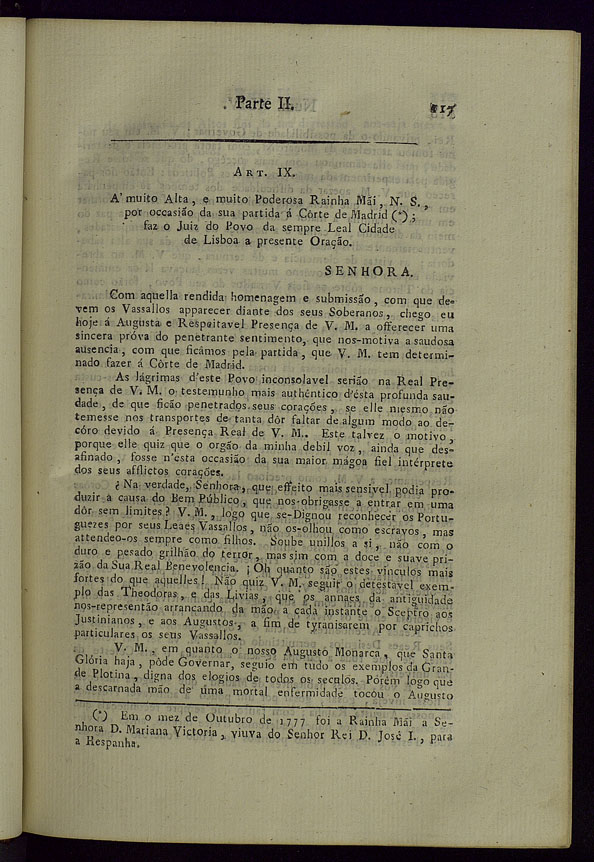 Parte II. 217
ART. IX.
A' muito Alta, e muito Poderosa Rainha Mãi, N. S.,
por occasião da sua partida á Côrte de Madrid (*);
faz o Juiz do Povo da sempre Leal Cidade
de Lisboa a presente Oração.
SENHORA.
Com aquella rendida homenagem e submissão, com que de-
vem os Vassallos apparecer diante dos seus Soberanos, chego eu
hoje á Augusta e Respeitavel Presença de V. M. a offerecer uma
sincera próva do penetrante sentimento, que nos-motiva a saudosa
ausencia, com que ficâmos pela partida, que V. M. tem determi-
nado fazer á Côrte de Madrid.
As lágrimas d'este Povo inconsolavel serião na Real Pre-
sença de V. M. o testemunho mais authêntico d'ésta profunda sau-
dade, de que ficão penetrados seus corações, se elle mesmo não
temesse nos transportes de tanta dôr faltar de algum modo ao de-
córo devido á Presença Real de V. M.. Este talvez o motivo,
porque elle quiz que o orgão da minha debil voz, ainda que des-
afinado, fosse n'esta occasião da sua maior mágoa fiel intérprete
dos seus afflictos corações.
¿ Na verdade, Senhora, que effeito mais sensivel podia pro-
duzir a causa do Bem Público, que nos-obrigasse a entrar em uma
dôr sem limites? V. M., logo que se-Dignou reconhecer os Portu-
guezes por seus Leaes Vassallos, não os-olhou como escravos, mas
attendeo-os sempre como filhos. Soube unillos a si, não com o
duro e pesado grilhão do terror, mas sim com a doce e suave pri-
zão da Sua Real Benevolencia. ¡ Oh quanto são estes vinculos mais
fortes do que aquelles! Não quiz V. M. seguir o detestavel exem-
plo das Theodoras, e das Livias, que os annaes da antiguidade
nos-representão arrancando da mão a cada instante o Sceptro aos
Justinianos, e aos Augustos, a fim de tyranisarem por caprichos
particulares os seus Vassallos.
V. M., em quanto o nosso Augusto Monarca, que Santa
Glória haja, pôde Governar, seguio em tudo os exemplos da Gran-
de Plotina, digna dos elogios de todos os seculos. Porém logo que
a descarnada mão de uma mortal enfermidade tocou o Augusto
(*) Em o mez de Outubro de 1777 foi a Rainha Mãi a Se-
nhora D. Mariana Victoria, viuva do Senhor Rei D. José I., para
a Hespanha.